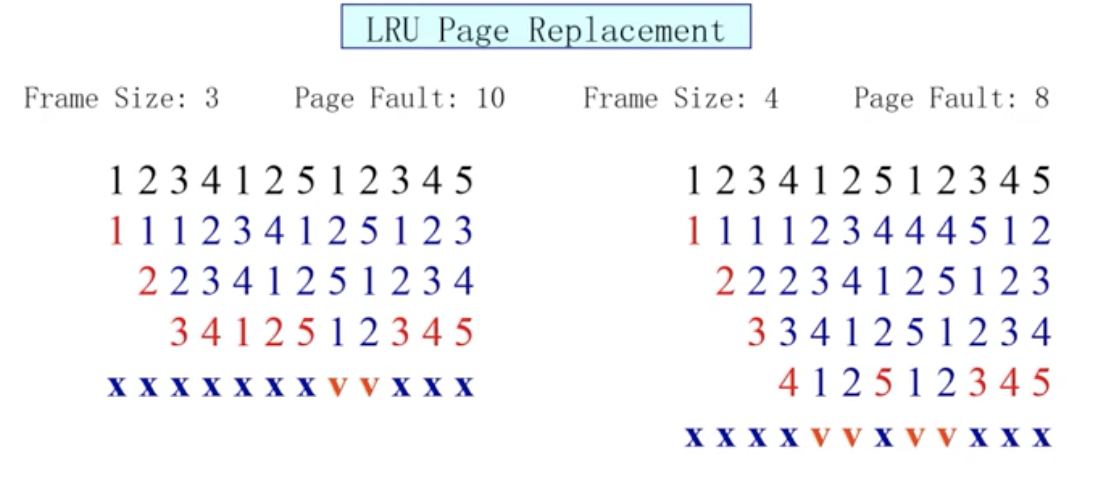 LRU Page Replacement
Frame Size: 3 Page Fault: 10 Frame Size: 4 Page Fault: 8
1 2 3 4 1 2 5 1 2 3 4 5
1 1 1 2 3 4 1 2 5 1 2 3
2 2 3 4 1 2 5 1 2 3 4
3 4 1 2 5 1 2 3 4 5
x x x x x x x v v x x x
1 2 3 4 1 2 5 1 2 3 4 5
1 1 1 1 2 3 4 4 4 5 1 2
2 2 2 3 4 1 2 5 1 2 3
3 3 4 1 2 5 1 2 3 4
4 1 2 5 1 2 3 4 5
x x x x v v x v v x x x